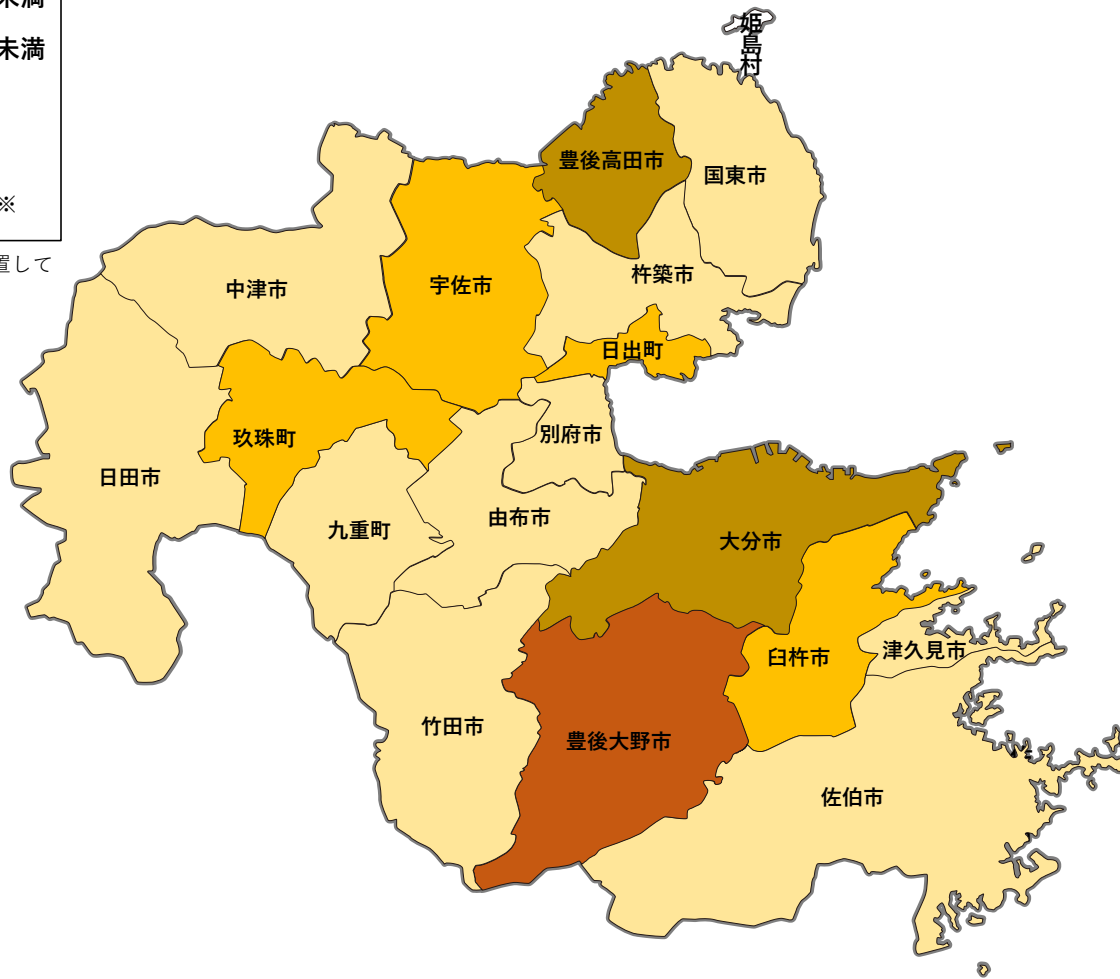 未満
未満
※
置して
姫島村
豊後高田市
国東市
杵築市
宇佐市
中津市
日出町
別府市
玖珠町
日田市
由布市
九重町
大分市
津久見市
臼杵市
竹田市
豊後大野市
佐伯市